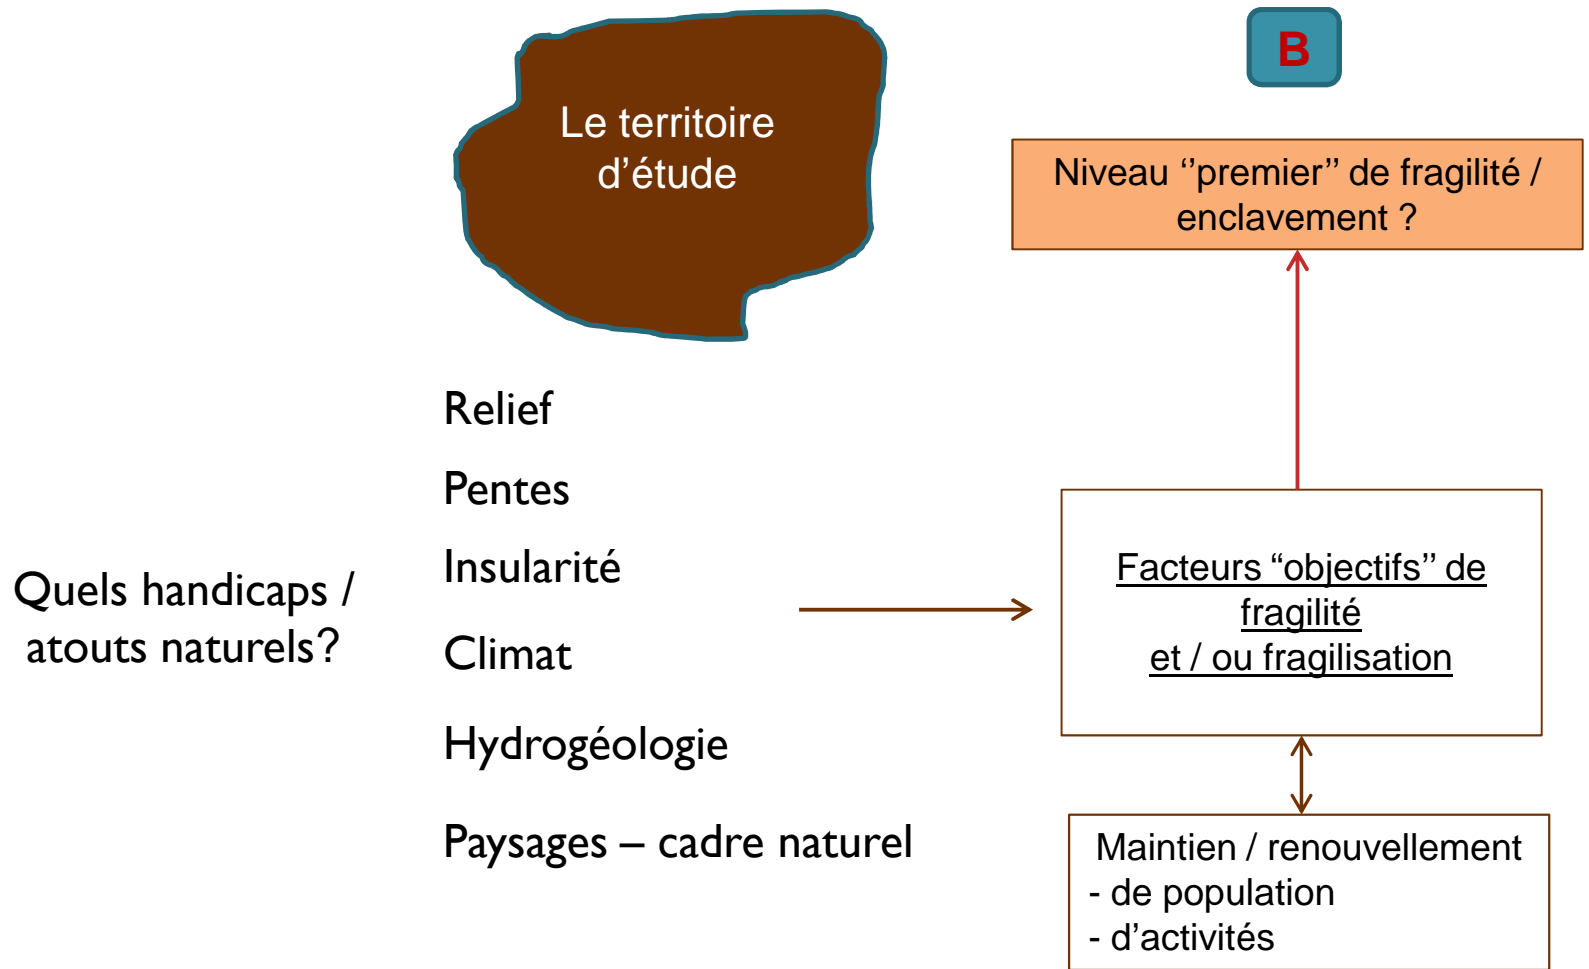 Le territoire
d’étude
B
Niveau ‘’premier’’ de fragilité /
enclavement ?
Quels handicaps /
atouts naturels?
Relief
Pentes
Insularité
Climat
Hydrogéologie
Paysages – cadre naturel
Facteurs “objectifs’’ de
fragilité
et / ou fragilisation
Maintien / renouvellement
- de population
- d’activités